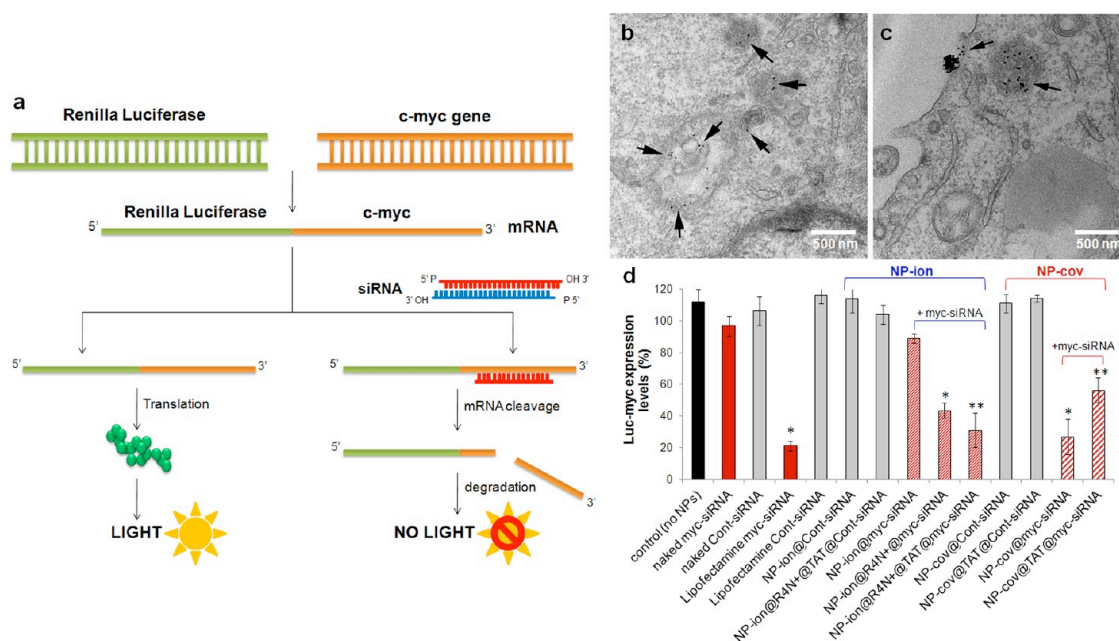 a
Renilla Luciferase
c-myc gene
Renilla Luciferase
c-myc
5'
3'
mRNA
siRNA
5' P
OH 3'
3' OH
P 5'
5'
3'
5'
3'
Translation
mRNA cleavage
degradation
3'
LIGHT
NO LIGHT
b
500 nm
c
500 nm
d
NP-ion
NP-cov
+ myc-siRNA
+myc-siRNA
Luc-myc expression
levels (%)
120
100
80
60
40
20
0
*
*
**
*
**
control(no NPs)
naked myc-siRNA
naked Cont-siRNA
Lipofectamine myc-siRNA
Lipofectamine Cont-siRNA
NP-ion@Cont-siRNA
NP-ion@R4N+@TAT@Cont-siRNA
NP-ion@myc-siRNA
NP-ion@R4N+@myc-siRNA
NP-ion@R4N+@TAT@myc-siRNA
NP-cov@Cont-siRNA
NP-cov@TAT@Cont-siRNA
NP-cov@myc-siRNA
NP-cov@TAT@myc-siRNA